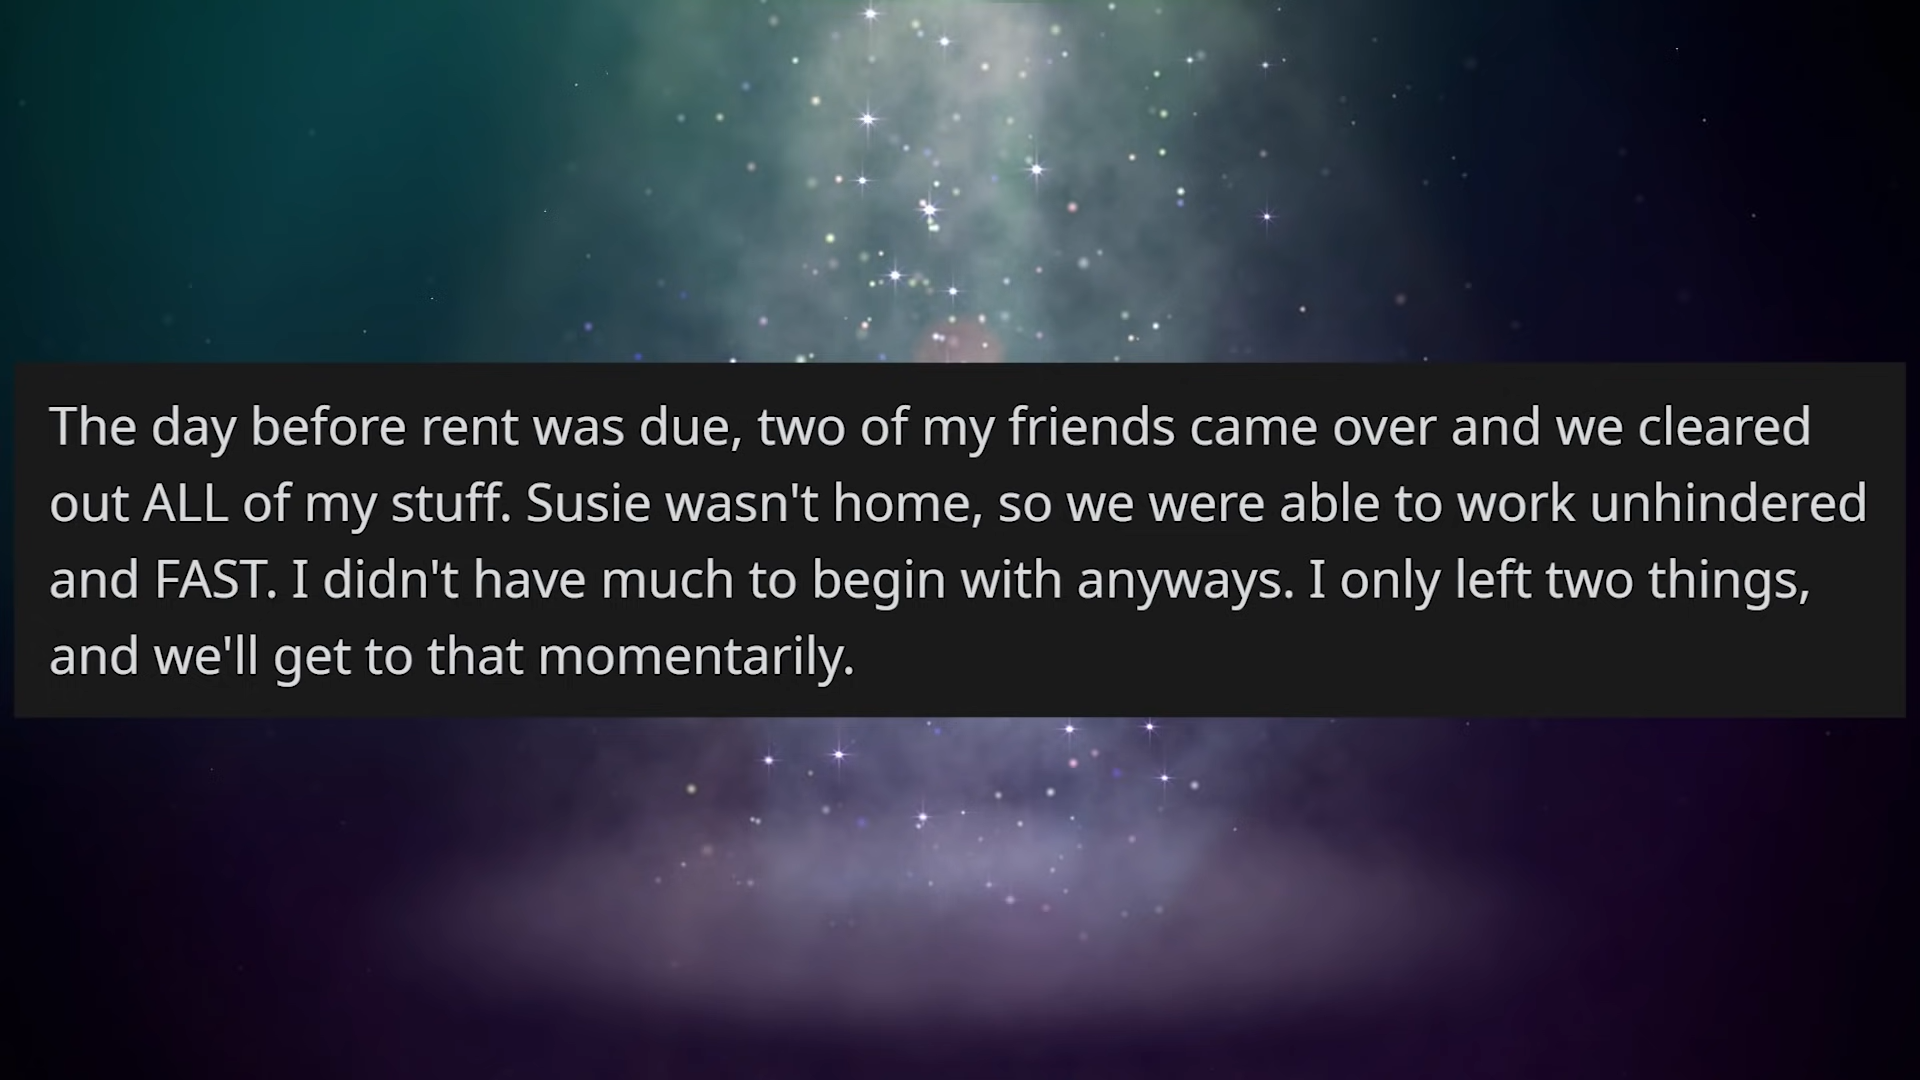 The day before rent was due, two of my friends came over and we cleared
out ALL of my stuff. Susie wasn't home, so we were able to work unhindered
and FAST. I didn't have much to begin with anyways. I only left two things,
and we'll get to that momentarily.